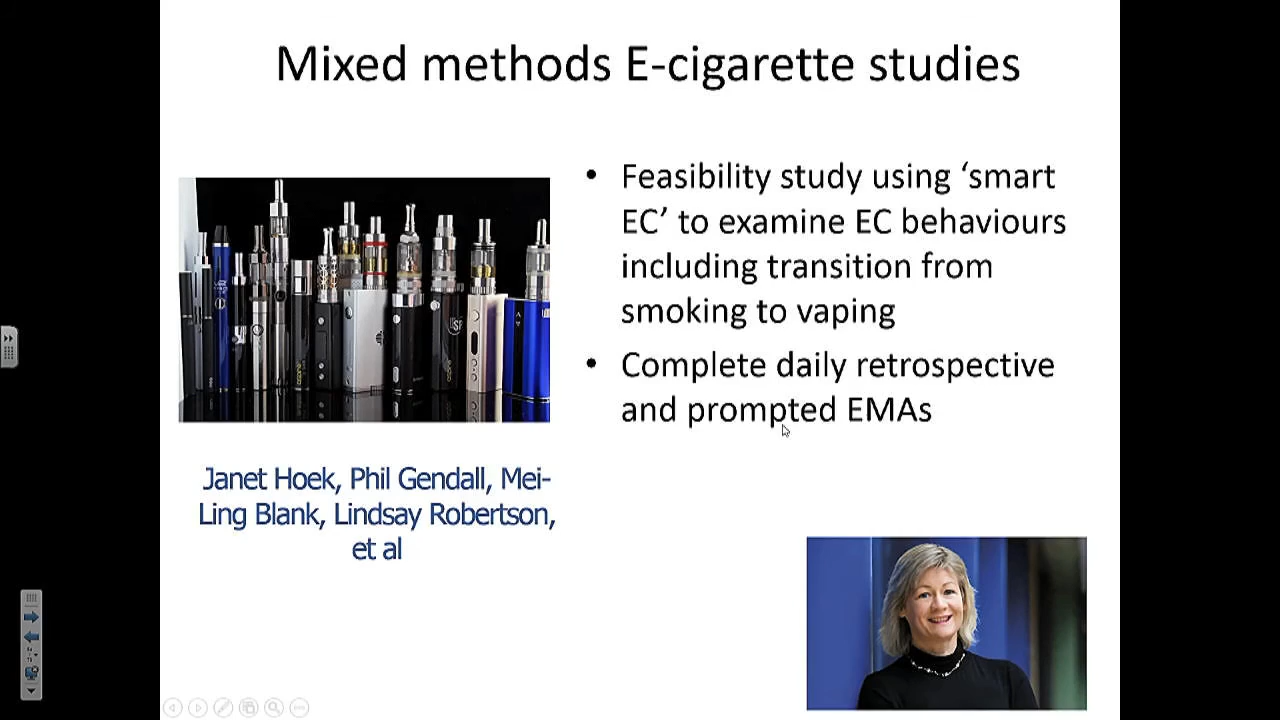 Mixed methods E-cigarette studies
• Feasibility study using ‘smart
EC’ to examine EC behaviours
including transition from
smoking to vaping
• Complete daily retrospective
and prompted EMAs
Janet Hoek, Phil Gendall, Mei-
Ling Blank, Lindsay Robertson,
et al